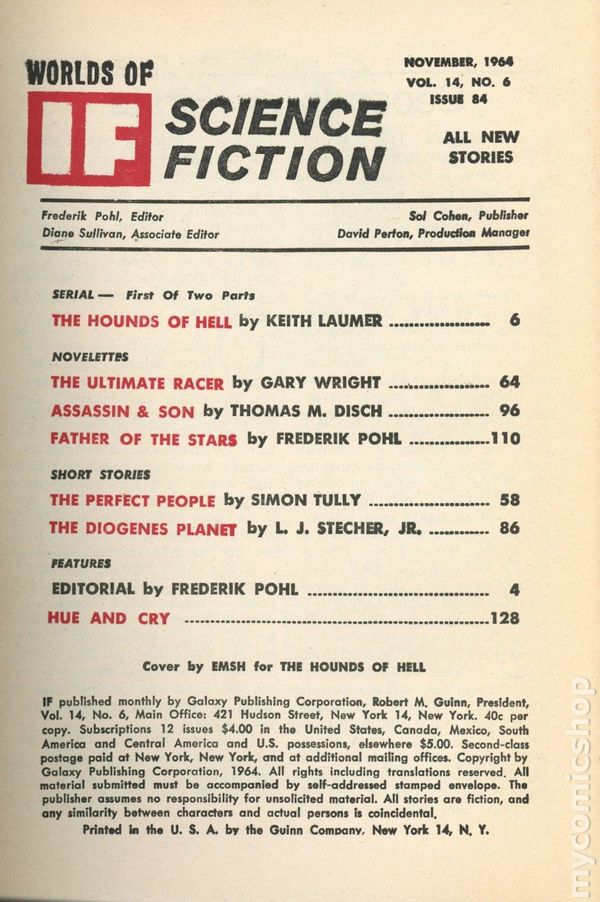 WORLDS OF
IF
SCIENCE
FICTION
NOVEMBER, 1964
VOL. 14, NO. 6
ISSUE 84
ALL NEW
STORIES
Frederik Pohl, Editor
Diane Sullivan, Associate Editor
Sol Cohen, Publisher
David Perton, Production Manager
SERIAL — First Of Two Parts
THE HOUNDS OF HELL by KEITH LAUMER ..................... 6
NOVELETTES
THE ULTIMATE RACER by GARY WRIGHT ..................... 64
ASSASSIN & SON by THOMAS M. DISCH ..................... 96
FATHER OF THE STARS by FREDERIK POHL .................110
SHORT STORIES
THE PERFECT PEOPLE by SIMON TULLY ......................... 58
THE DIOGENES PLANET by L. J. STECHER, JR. ............. 86
FEATURES
EDITORIAL by FREDERIK POHL ...................................... 4
HUE AND CRY ................................................................128
Cover by EMSH for THE HOUNDS OF HELL
IF published monthly by Galaxy Publishing Corporation, Robert M. Guinn, President,
Vol. 14, No. 6, Main Office: 421 Hudson Street, New York 14, New York. 40c per
copy. Subscriptions 12 issues $4.00 in the United States, Canada, Mexico, South
America and Central America and U.S. possessions, elsewhere $5.00. Second-class
postage paid at New York, New York, and at additional mailing offices. Copyright by
Galaxy Publishing Corporation, 1964. All rights including translations reserved. All
material submitted must be accompanied by self-addressed stamped envelope. The
publisher assumes no responsibility for unsolicited material. All stories are fiction, and
any similarity between characters and actual persons is coincidental.
Printed in the U. S. A. by the Guinn Company, New York 14, N. Y.
mycomicshop